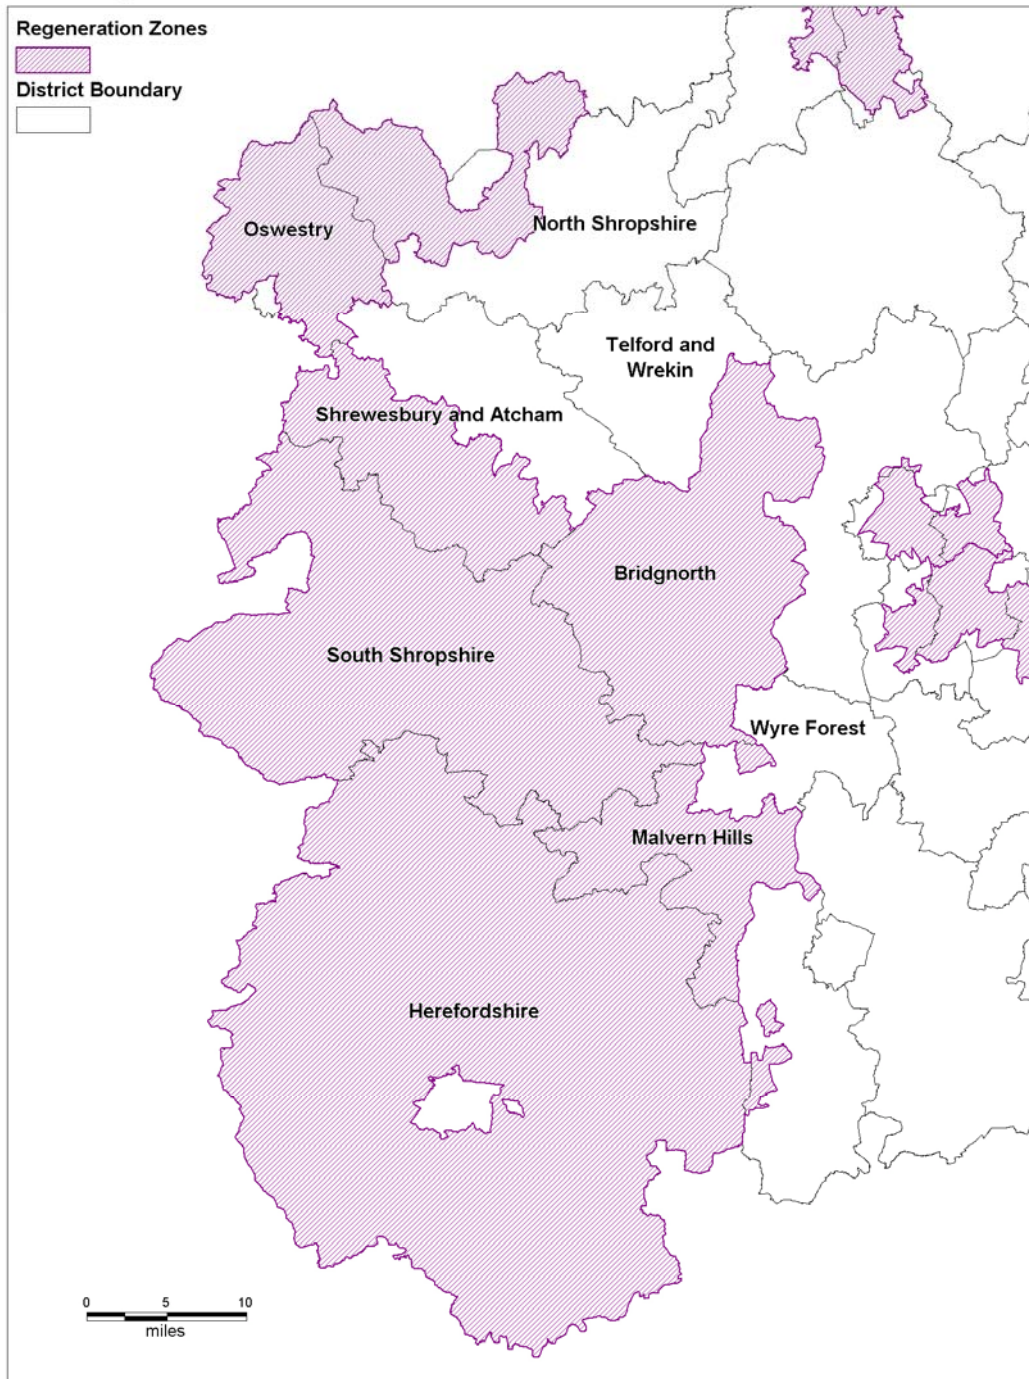 Regeneration Zones
District Boundary
Oswestry
North Shropshire
Telford and
Wrekin
Shrewesbury and Atcham
Bridgnorth
South Shropshire
Wyre Forest
Malvern Hills
Herefordshire
0 5 10
miles